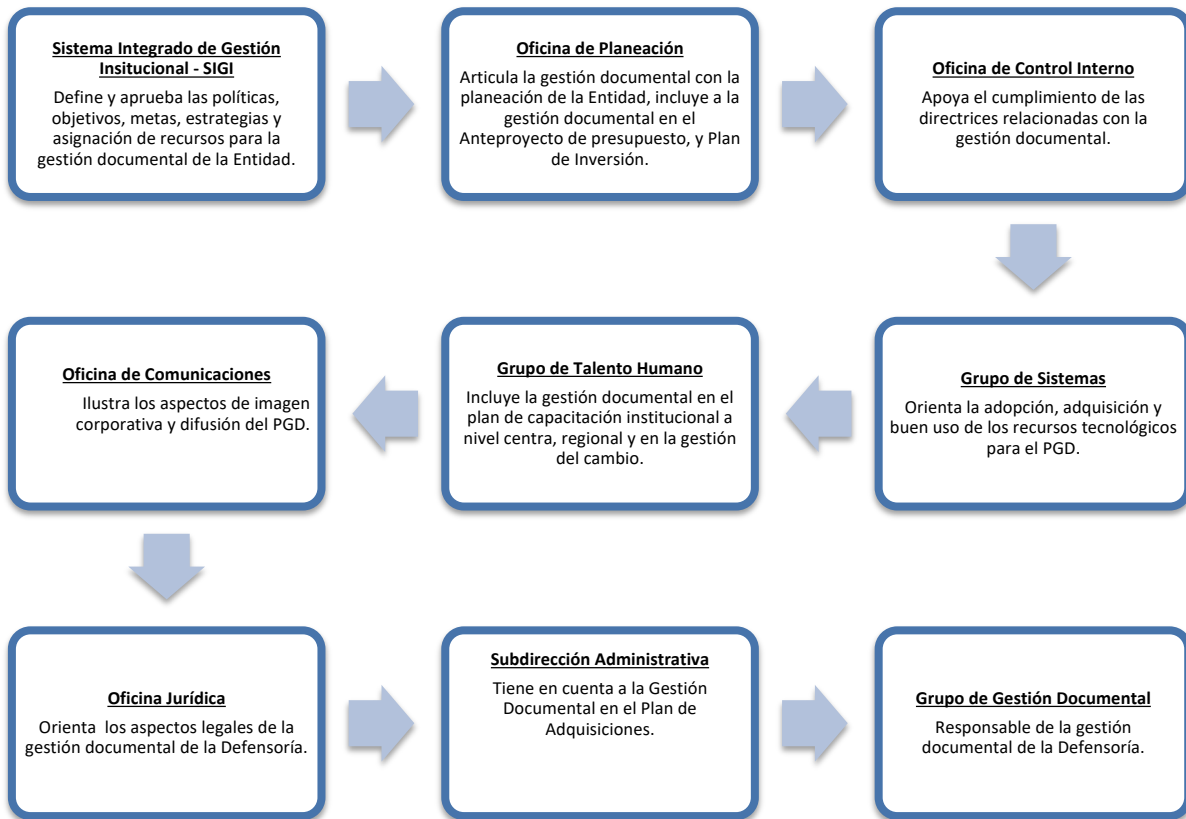 Sistema Integrado de Gestión
Insitucional - SIGI
Define y aprueba las políticas,
objetivos, metas, estrategias y
asignación de recursos para la
gestión documental de la Entidad.
Oficina de Planeación
Articula la gestión documental con la
planeación de la Entidad, incluye a la
gestión documental en el
Anteproyecto de presupuesto, y Plan
de Inversión.
Oficina de Control Interno
Apoya el cumplimiento de las
directrices relacionadas con la
gestión documental.
Grupo de Sistemas
Orienta la adopción, adquisición y
buen uso de los recursos tecnológicos
para el PGD.
Grupo de Talento Humano
Incluye la gestión documental en el
plan de capacitación institucional a
nivel centra, regional y en la gestión
del cambio.
Oficina de Comunicaciones
Ilustra los aspectos de imagen
corporativa y difusión del PGD.
Oficina Jurídica
Orienta los aspectos legales de la
gestión documental de la Defensoría.
Subdirección Administrativa
Tiene en cuenta a la Gestión
Documental en el Plan de
Adquisiciones.
Grupo de Gestión Documental
Responsable de la gestión
documental de la Defensoría.